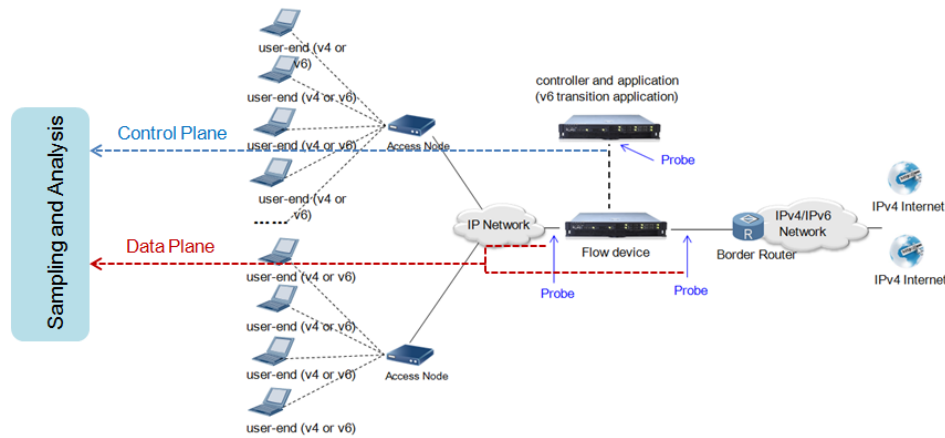 user-end (v4 or
v6)
user-end (v4 or v6)
user-end (v4 or v6)
user-end (v4 or
v6)
Access Node
controller and application
(v6 transition application)
Probe
Control Plane
Sampling and Analysis
Data Plane
IP Network
Flow device
Probe
Probe
R
Border Router
IPv4/IPv6
Network
IPv4 Internet
IPv4 Internet
user-end (v4 or v6)
user-end (v4 or v6)
user-end (v4 or v6)
user-end (v4 or v6)
Access Node